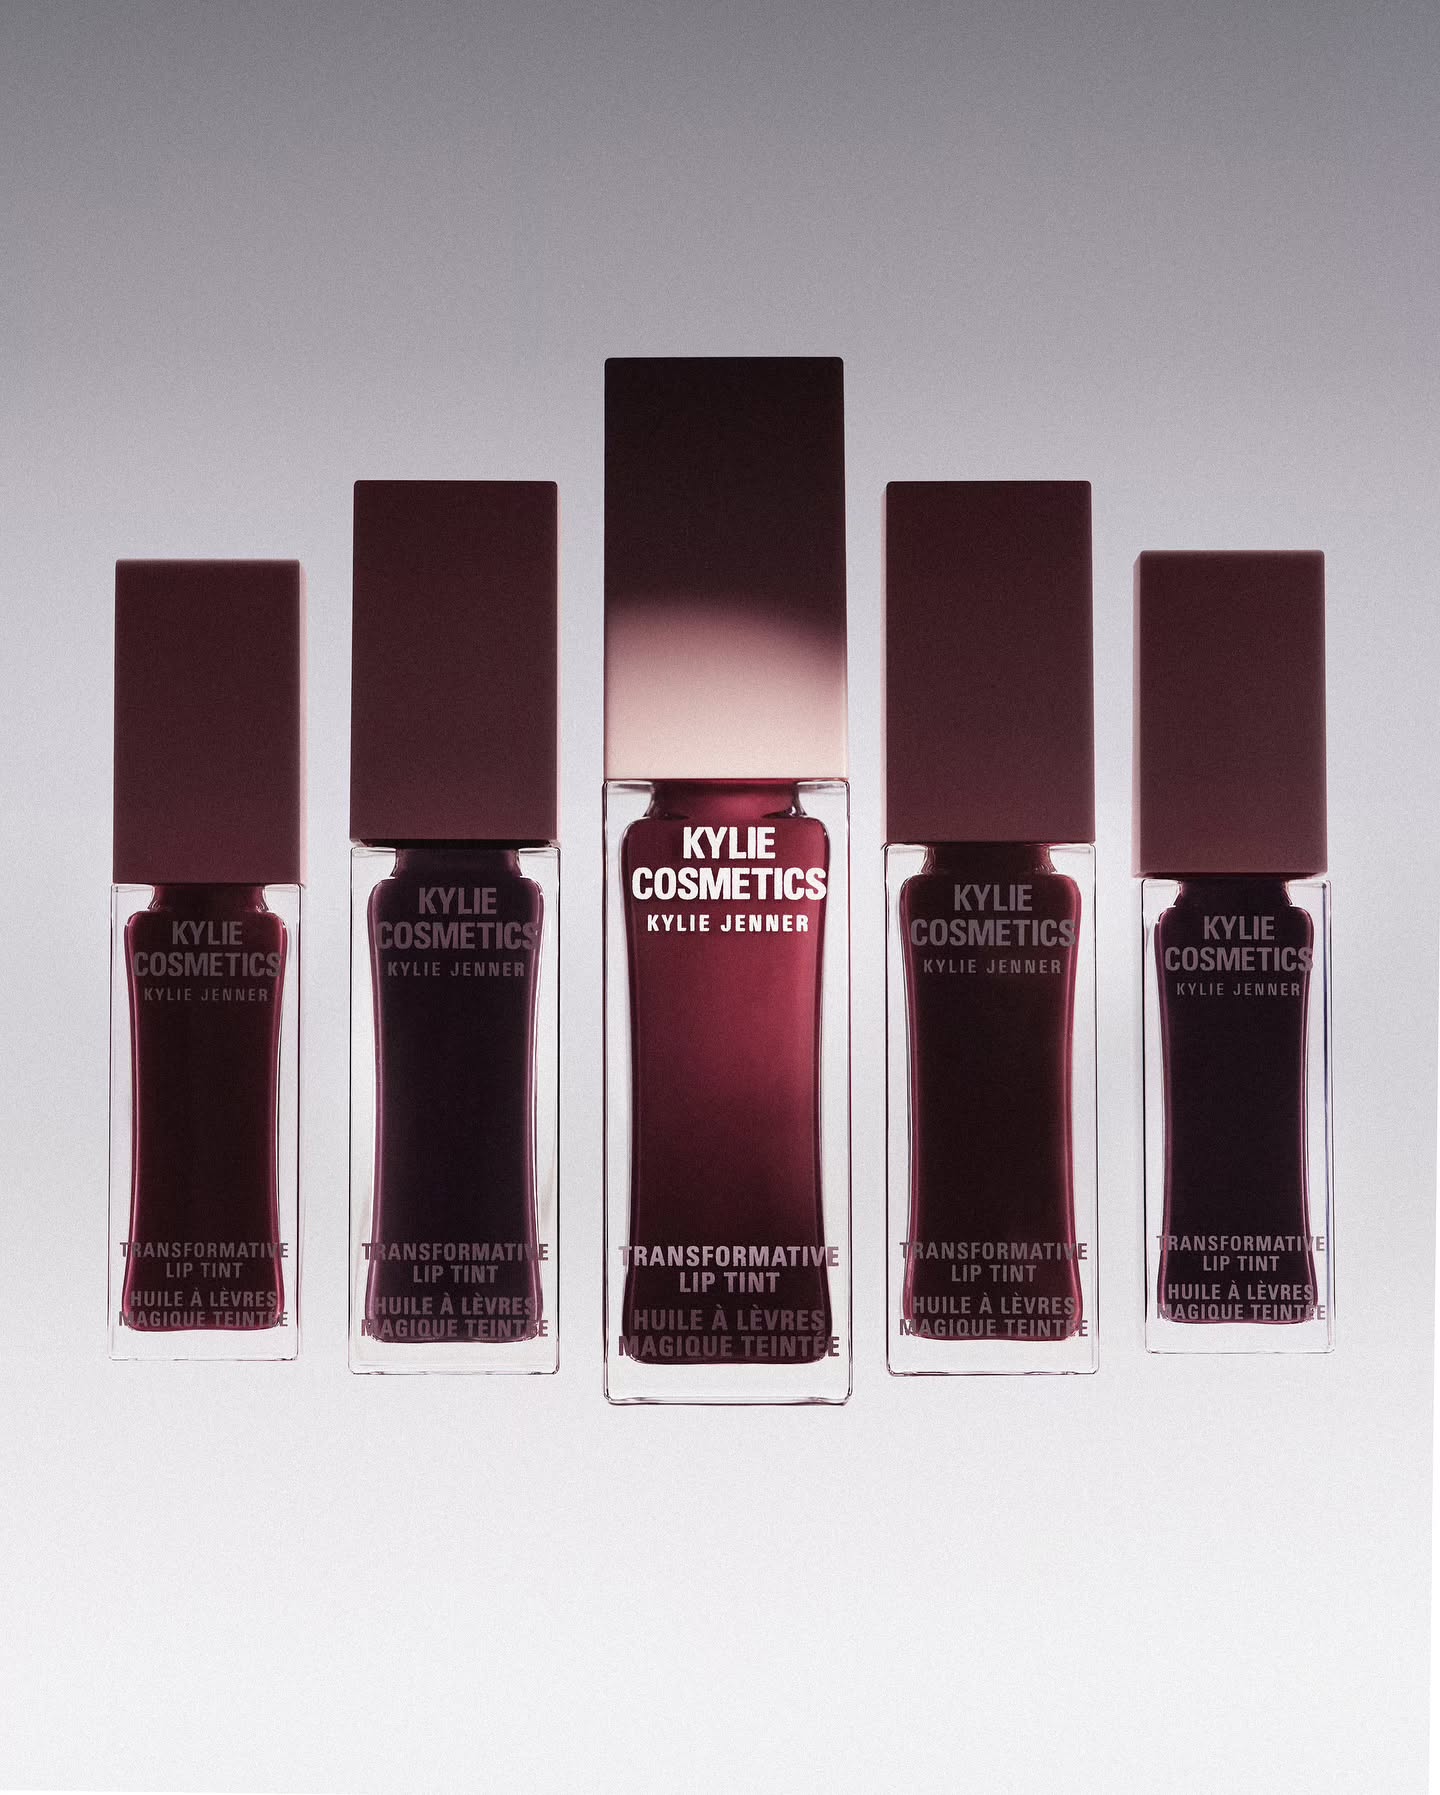 KYLIE
COSMETICS
KYLIE JENNER
TRANSFORMATIVE
LIP TINT
HUILE À LÈVRES
MAGIQUE TEINTÉE
KYLIE
COSMETICS
KYLIE JENNER
TRANSFORMATIVE
LIP TINT
HUILE À LÈVRES
MAGIQUE TEINTÉE
KYLIE
COSMETICS
KYLIE JENNER
TRANSFORMATIVE
LIP TINT
HUILE À LÈVRES
MAGIQUE TEINTÉE
KYLIE
COSMETICS
KYLIE JENNER
TRANSFORMATIVE
LIP TINT
HUILE À LÈVRES
MAGIQUE TEINTÉE
KYLIE
COSMETICS
KYLIE JENNER
TRANSFORMATIVE
LIP TINT
HUILE À LÈVRES
MAGIQUE TEINTÉE